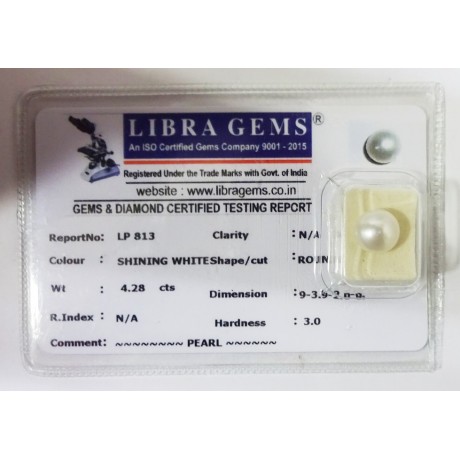 LIBRA GEMS ®
An ISO Certified Gems Company 9001 - 2015
Registered Under the Trade Marks with Govt. of India
website : www.libragems.co.in
GEMS & DIAMOND CERTIFIED TESTING REPORT
ReportNo: LP 813 Clarity : N/A
Colour : SHINING WHITE Shape/cut : ROUN
Wt : 4.28 cts Dimension :
R.Index : N/A Hardness : 3.0
Comment: ~~~~~~~~ PEARL ~~~~~~